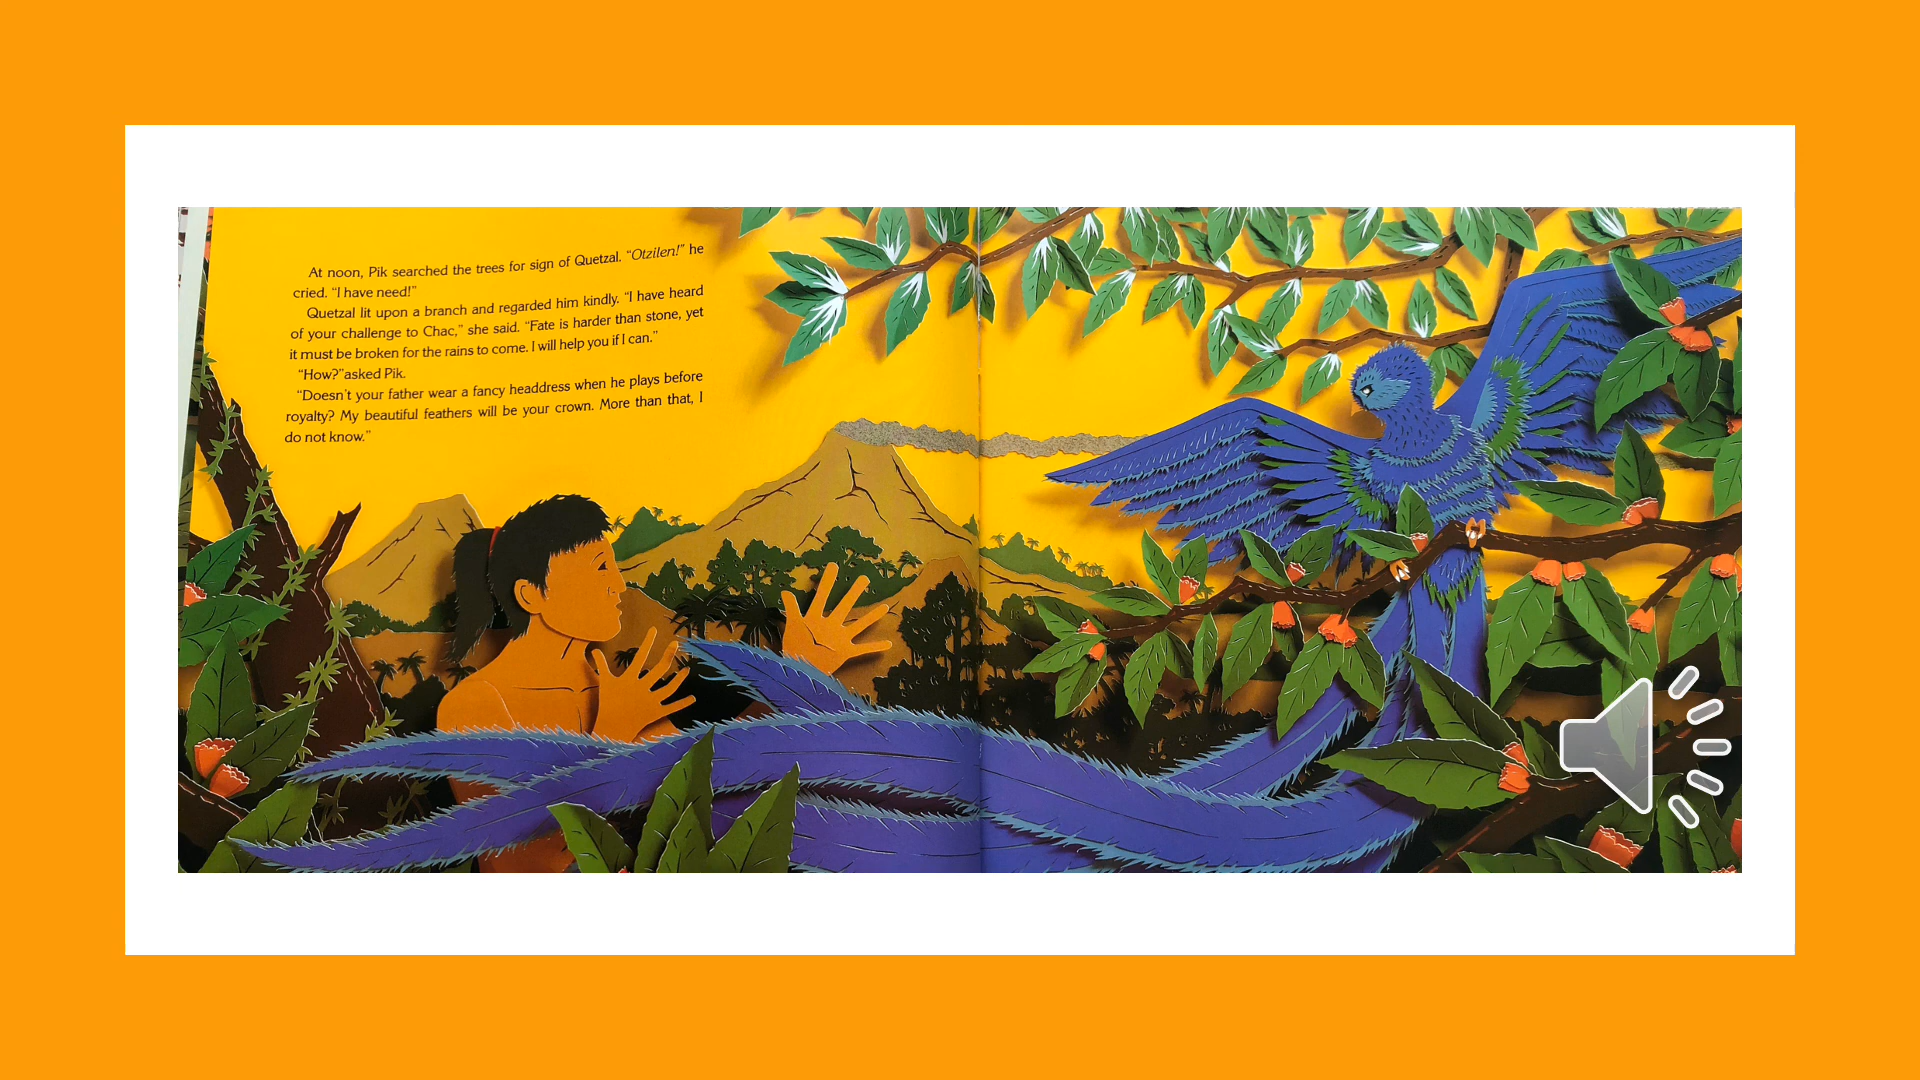 At noon, Pik searched the trees for sign of Quetzal. “Otzilen!” he
cried. “I have need!”
Quetzal lit upon a branch and regarded him kindly. “I have heard
of your challenge to Chac,” she said. “Fate is harder than stone, yet
it must be broken for the rains to come. I will help you if I can.”
“How?”asked Pik.
“Doesn’t your father wear a fancy headdress when he plays before
royalty? My beautiful feathers will be your crown. More than that, I
do not know.”